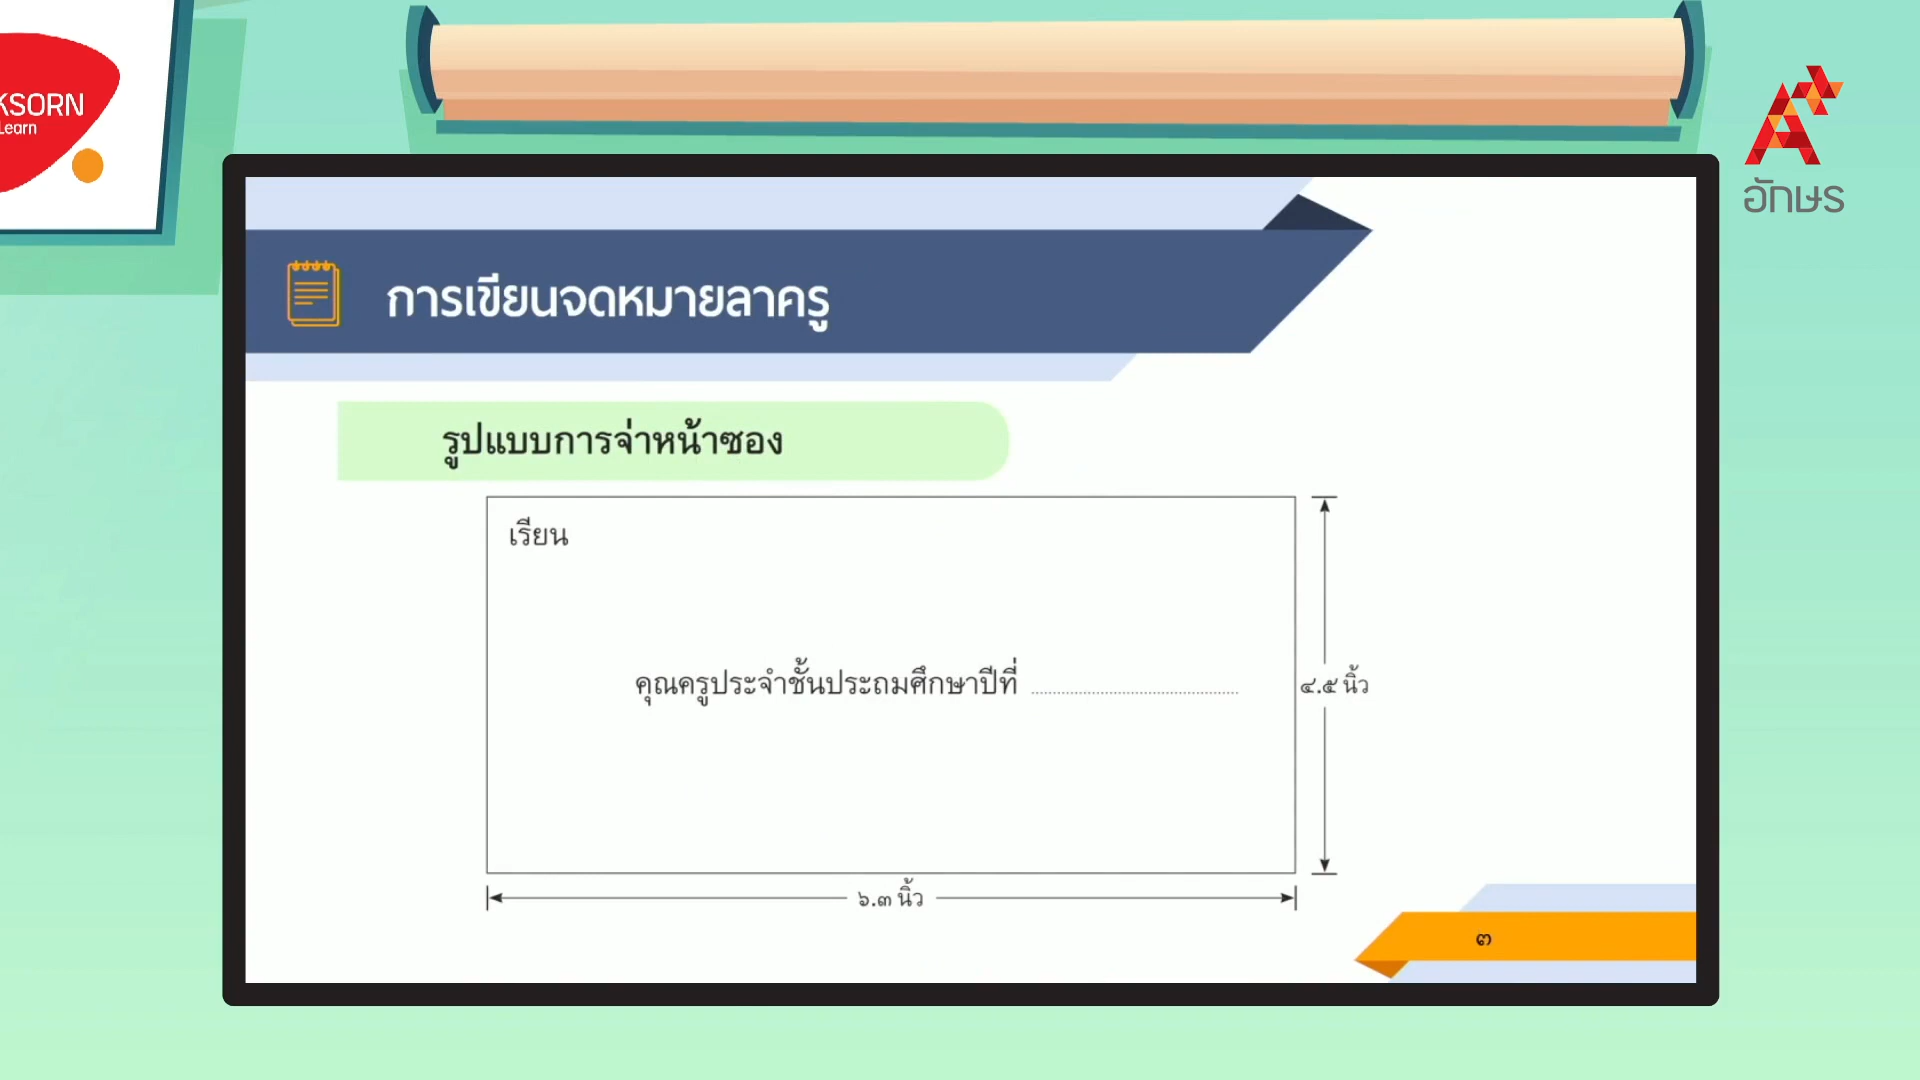 KSORN
Learn
อักษร
การเขียนจดหมายลาครู
รูปแบบการจ่าหน้าซอง
เรียน
คุณครูประจำชั้นประถมศึกษาปีที่ ........................................
๔.๕ นิ้ว
๖.๓ นิ้ว
๓